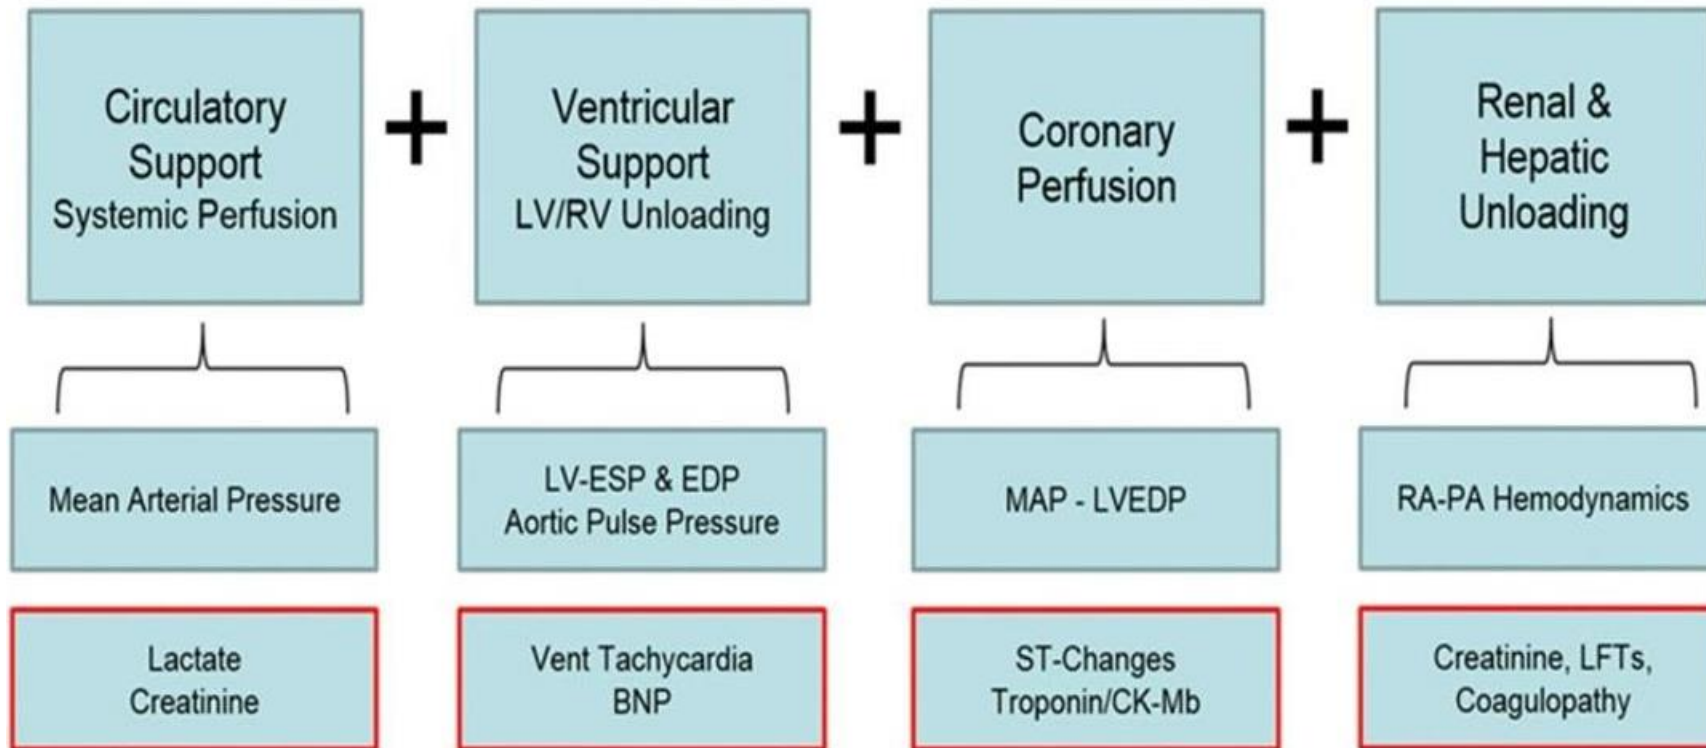 Circulatory
Support
Systemic Perfusion
+
Ventricular
Support
LV/RV Unloading
+
Coronary
Perfusion
+
Renal &
Hepatic
Unloading
Mean Arterial Pressure
LV-ESP & EDP
Aortic Pulse Pressure
MAP - LVEDP
RA-PA Hemodynamics
Lactate
Creatinine
Vent Tachycardia
BNP
ST-Changes
Troponin/CK-Mb
Creatinine, LFTs,
Coagulopathy